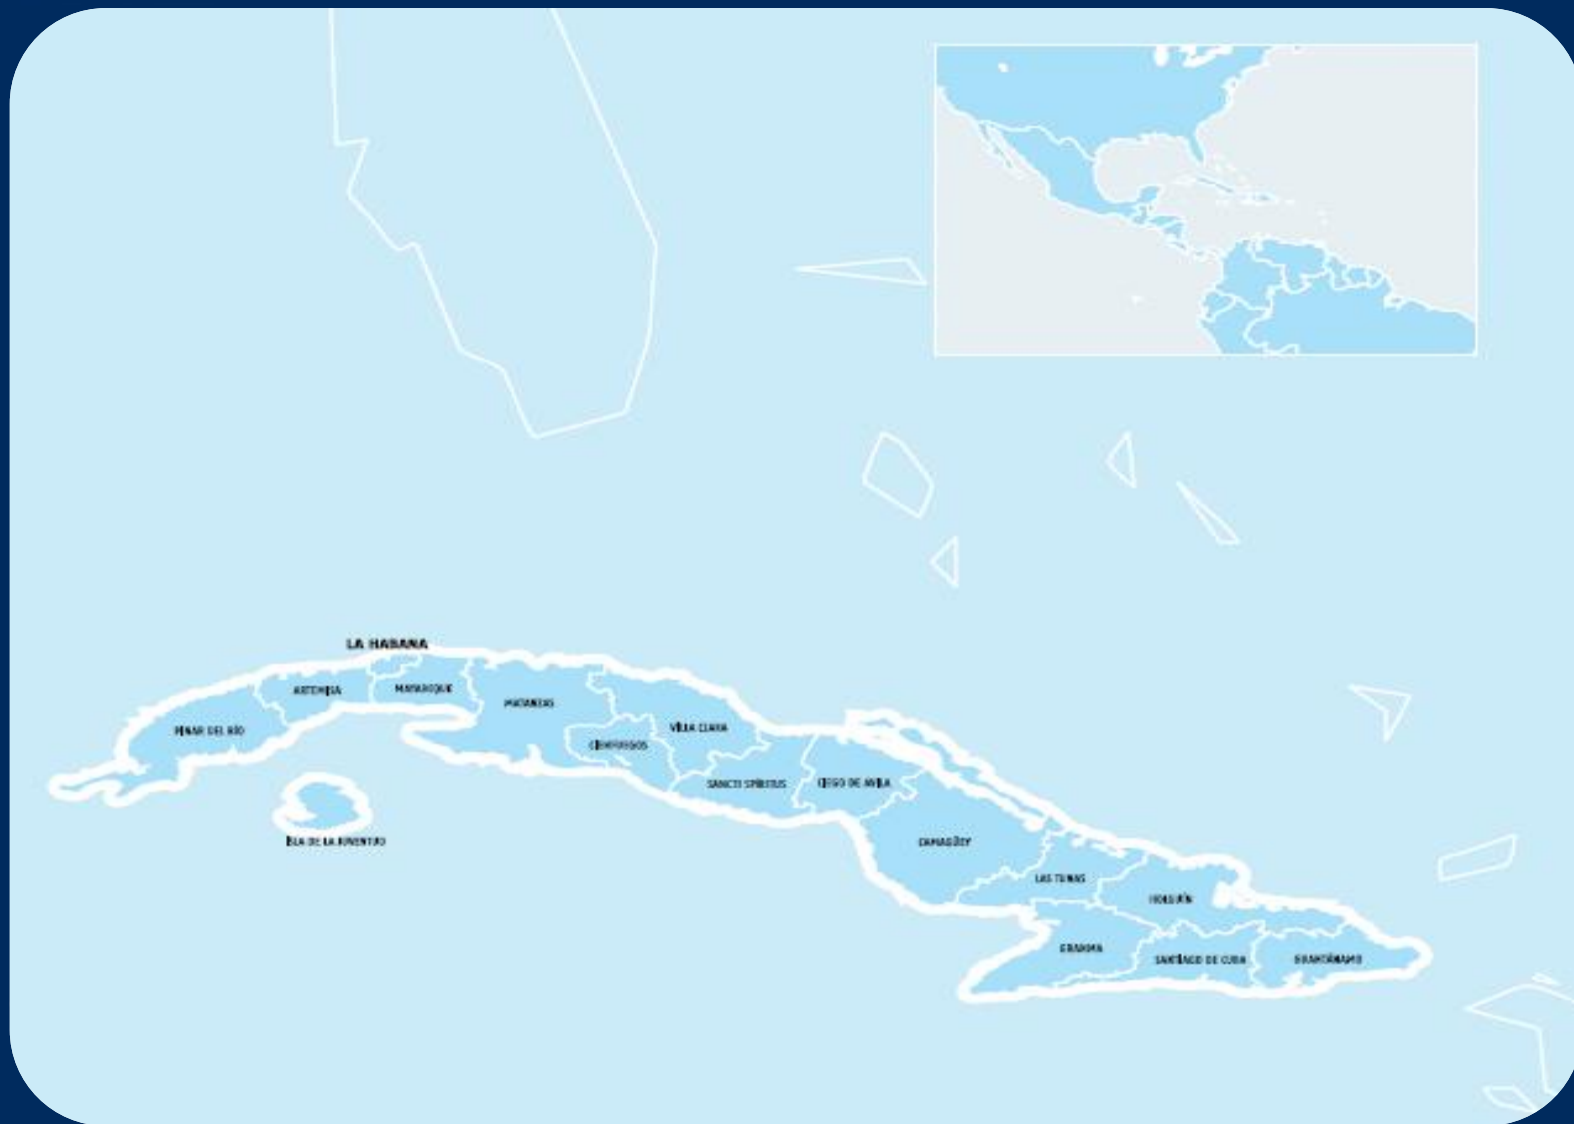 LA HABANA
ARTEMISA
MAYABEQUE
MATANZAS
PINAR DEL RÍO
VILLA CLARA
CIENFUEGOS
SANCTI SPÍRITUS
CIEGO DE AVILA
ISLA DE LA JUVENTUD
CAMAGÜEY
LAS TUNAS
HOLGUÍN
GRANMA
SANTIAGO DE CUBA
GUANTÁNAMO